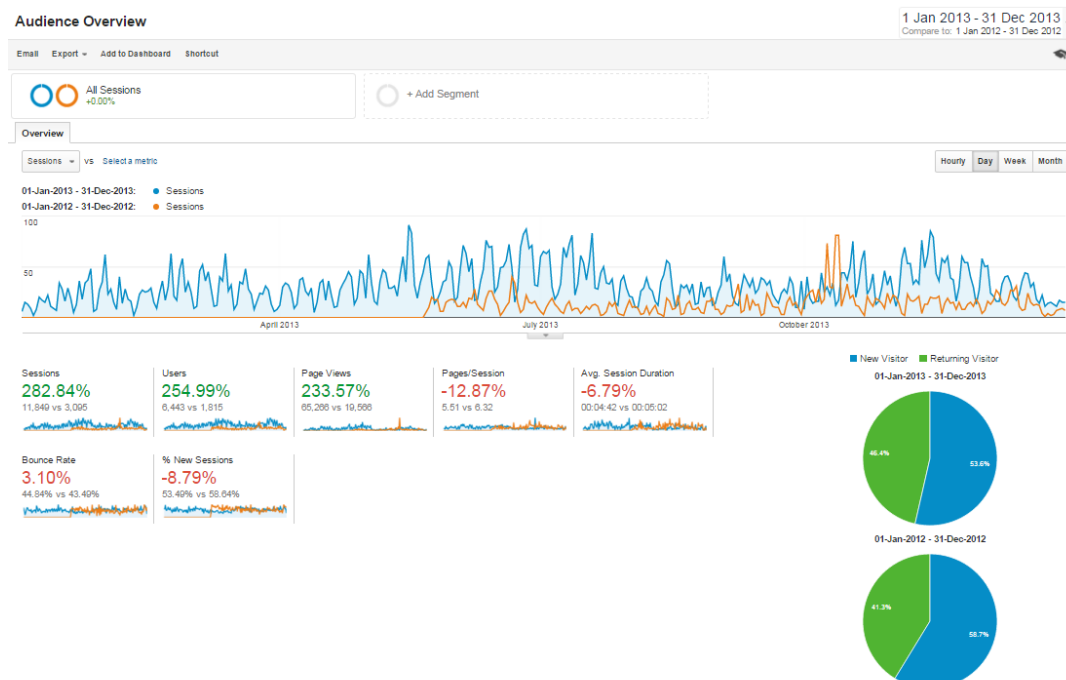 Audience Overview
1 Jan 2013 - 31 Dec 2013
Compare to: 1 Jan 2012 - 31 Dec 2012
Email Export Add to Dashboard Shortcut
All Sessions
+0.00%
+ Add Segment
Overview
Sessions vs Select a metric
Hourly Day Week Month
01-Jan-2013 - 31-Dec-2013: Sessions
01-Jan-2012 - 31-Dec-2012: Sessions
100
50
April 2013 July 2013 October 2013
New Visitor Returning Visitor
01-Jan-2013 - 31-Dec-2013
Sessions
282.84%
11,849 vs 3,095
Users
254.99%
6,443 vs 1,815
Page Views
233.57%
65,266 vs 19,566
Pages/Session
-12.87%
5.51 vs 6.32
Avg. Session Duration
-6.79%
00:04:42 vs 00:05:02
46.4%
53.6%
Bounce Rate
3.10%
44.84% vs 43.49%
% New Sessions
-8.79%
53.49% vs 58.64%
01-Jan-2012 - 31-Dec-2012
41.3%
58.7%